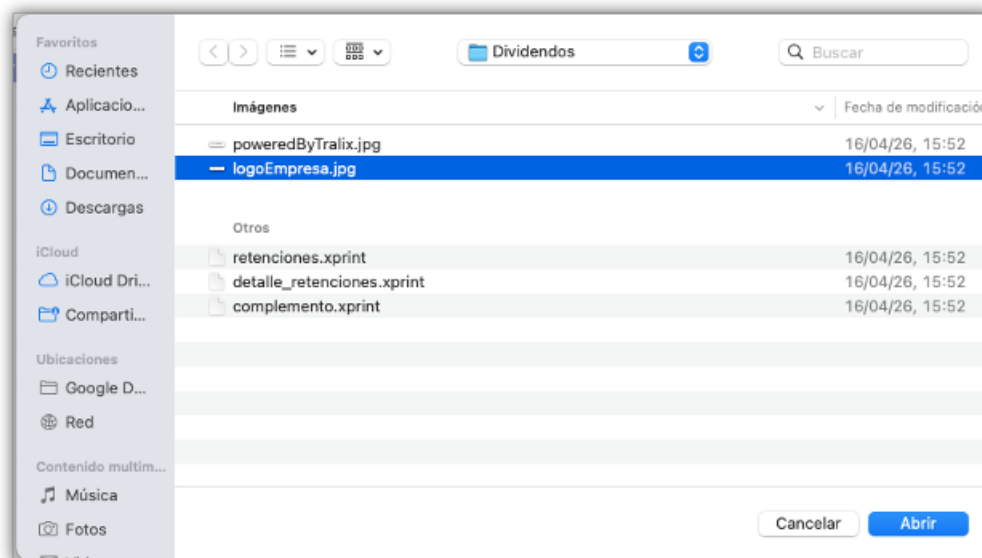 Favoritos
Recientes
Aplicacio...
Escritorio
Documen...
Descargas
iCloud
iCloud Dri...
Comparti...
Ubicaciones
Google D...
Red
Contenido multim...
Música
Fotos
Dividendos
Buscar
Imágenes Fecha de modificación
poweredByTralix.jpg 16/04/26, 15:52
logoEmpresa.jpg 16/04/26, 15:52
Otros
retenciones.xprint 16/04/26, 15:52
detalle_retenciones.xprint 16/04/26, 15:52
complemento.xprint 16/04/26, 15:52
Cancelar Abrir